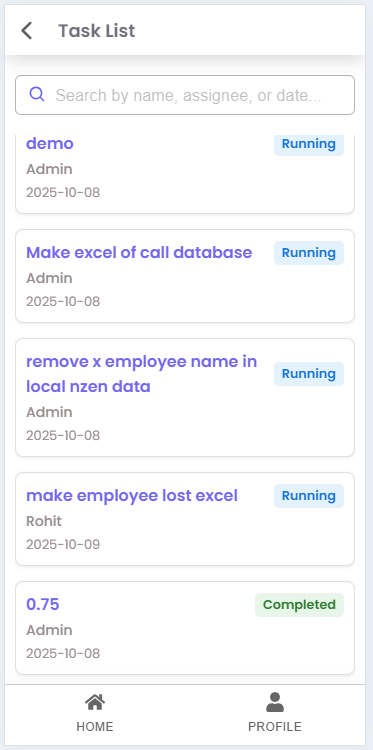 Task List
Search by name, assignee, or date...
demo
Running
Admin
2025-10-08
Make excel of call database
Running
Admin
2025-10-08
remove x employee name in
local nzen data
Running
Admin
2025-10-08
make employee lost excel
Running
Rohit
2025-10-09
0.75
Completed
Admin
2025-10-08
HOME
PROFILE